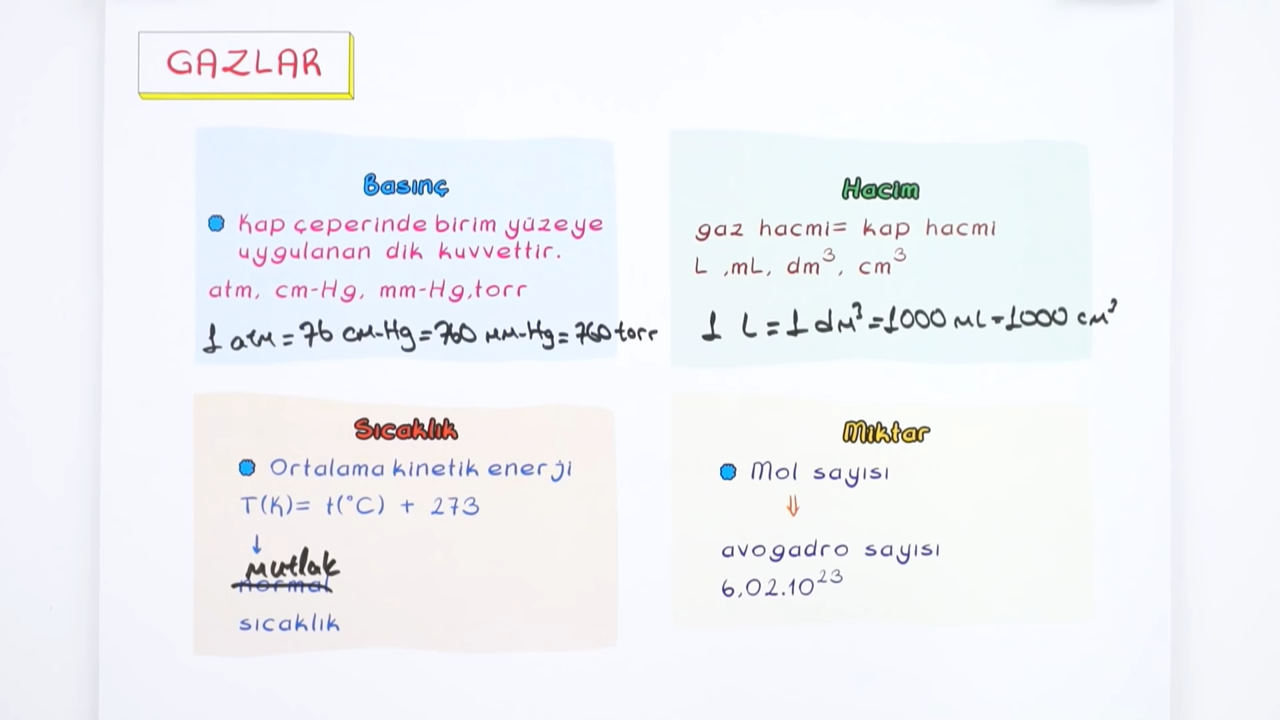 GAZLAR
Basınç
Kap çeperinde birim yüzeye
uygulanan dik kuvvettir.
atm, cm-Hg, mm-Hg,torr
1 atm = 76 cm-Hg = 760 mm-Hg = 760 torr
Hacim
gaz hacmi= kap hacmi
L ,mL, dm³, cm³
1 L = 1 dm³ = 1000 mL = 1000 cm³
Sıcaklık
Ortalama kinetik enerji
T(K)= t(°C) + 273
↓
Mutlak
normal
sıcaklık
Miktar
Mol sayısı
⇓
avogadro sayısı
6,02.10²³